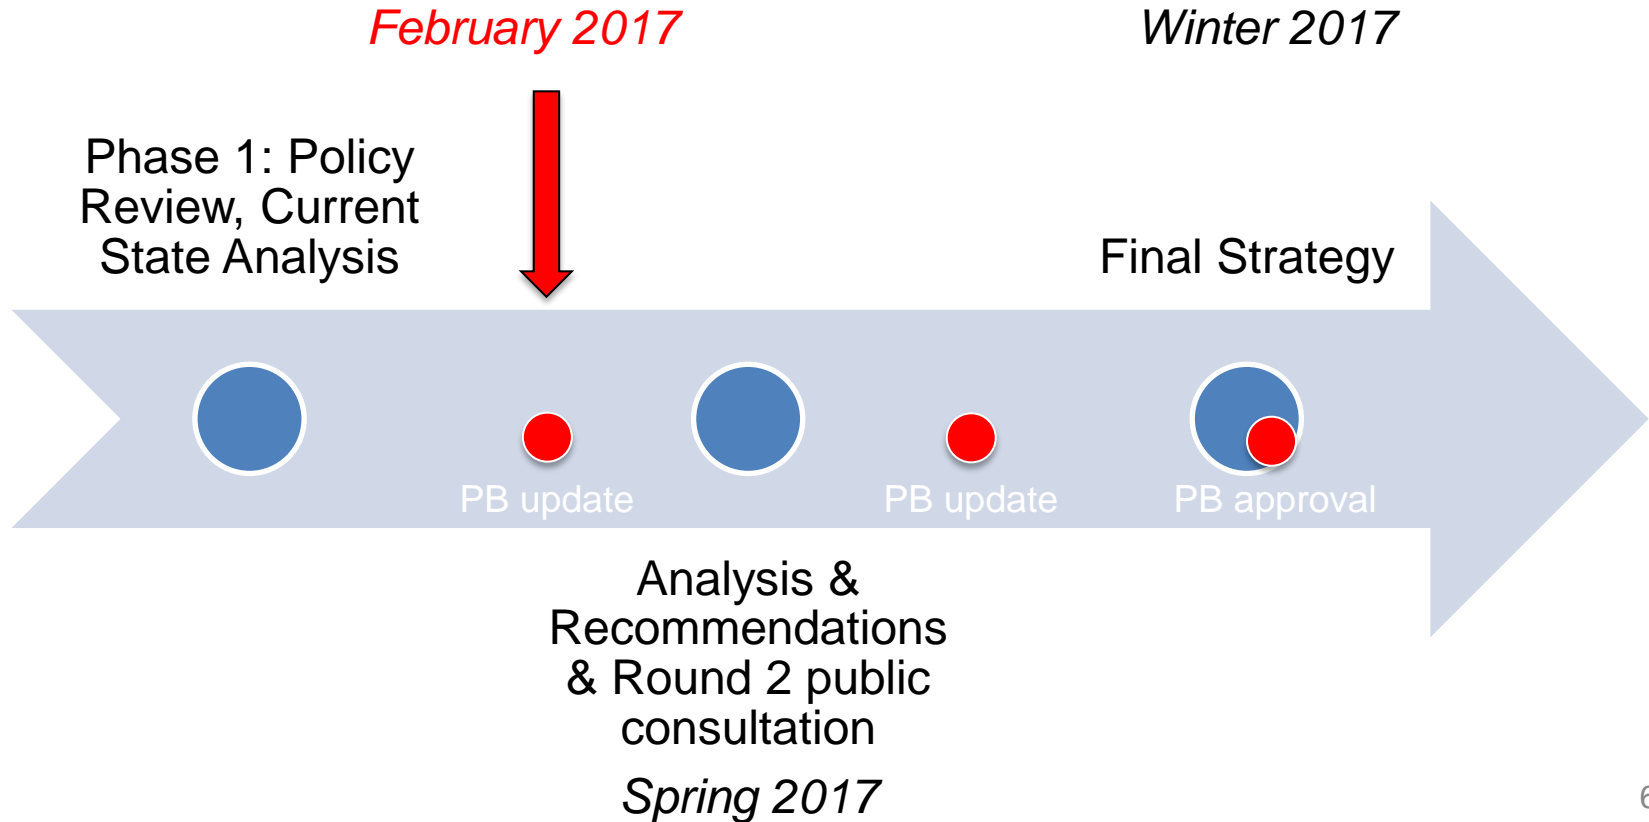 February 2017
Winter 2017
Phase 1: Policy
Review, Current
State Analysis
Final Strategy
PB update
PB update
PB approval
Analysis &
Recommendations
& Round 2 public
consultation
Spring 2017
6